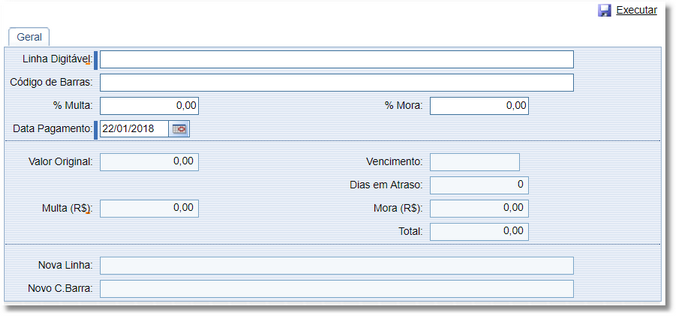 Executar
Geral
Linha Digitável:
Código de Barras:
% Multa: 0,00 % Mora: 0,00
Data Pagamento: 22/01/2018
Valor Original: 0,00 Vencimento:
Dias em Atraso: 0
Multa (R$): 0,00 Mora (R$): 0,00
Total: 0,00
Nova Linha:
Novo C.Barra: